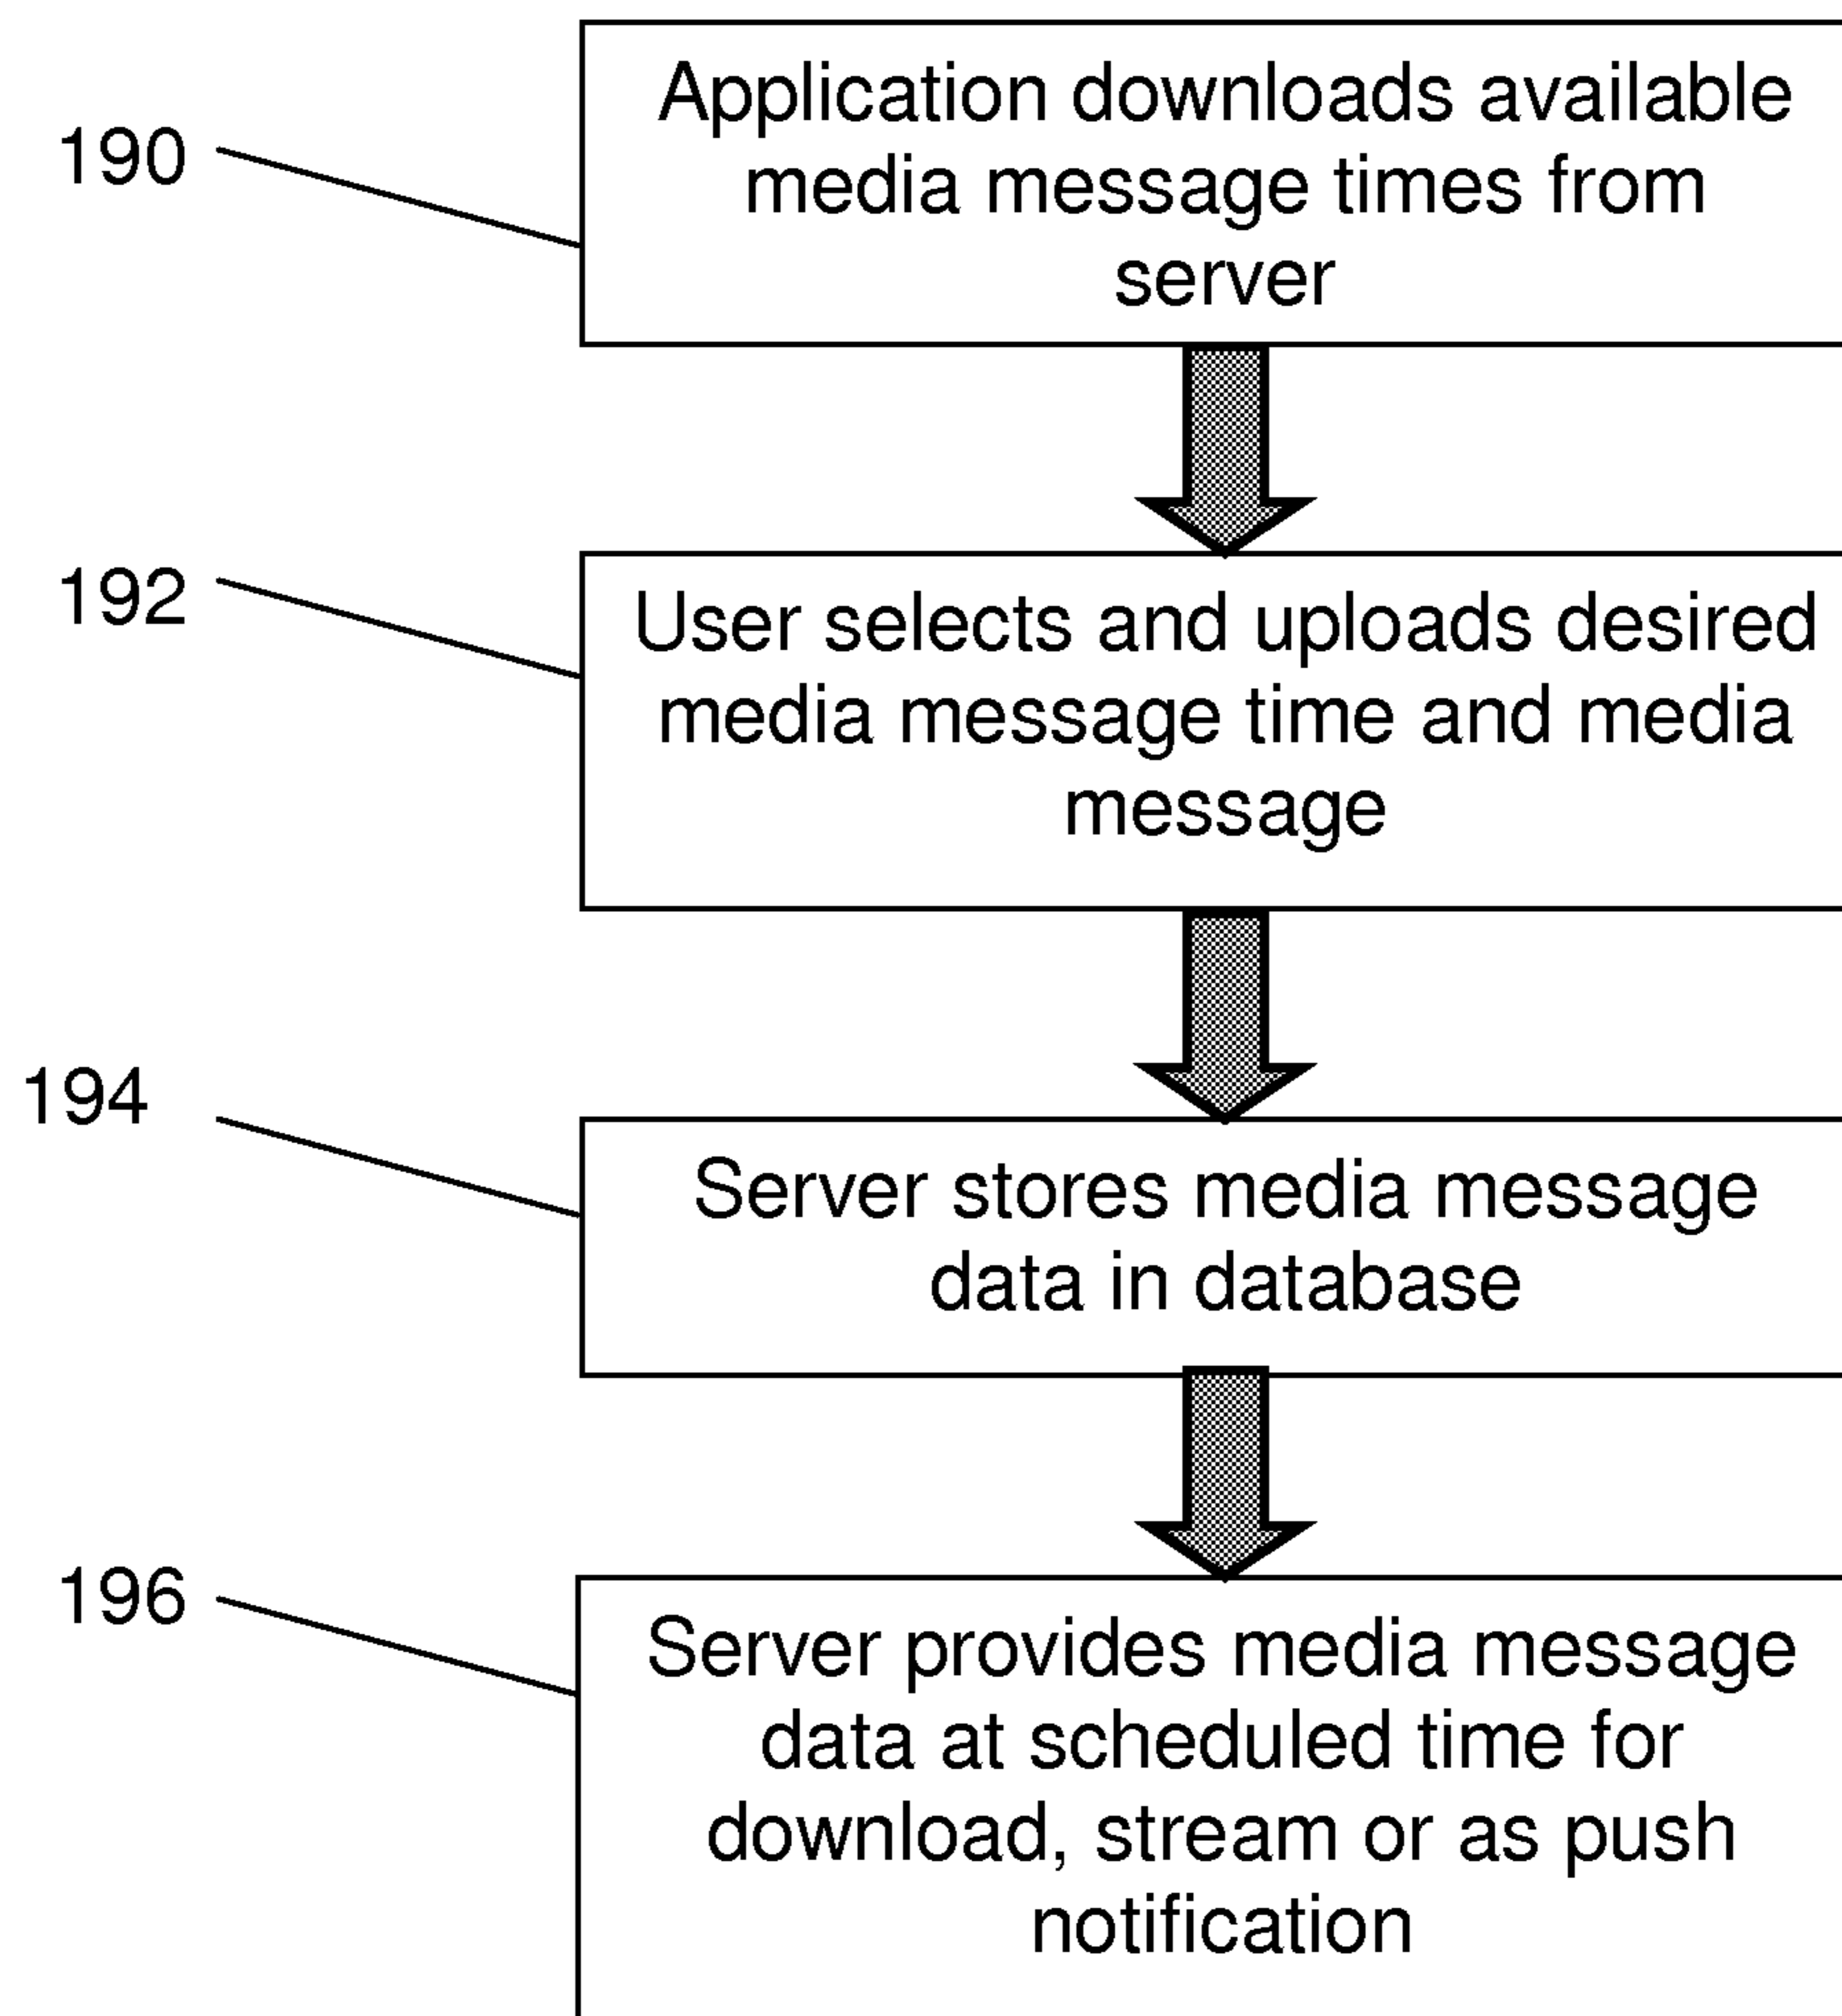 190
Application downloads available
media message times from
server
192
User selects and uploads desired
media message time and media
message
194
Server stores media message
data in database
196
Server provides media message
data at scheduled time for
download, stream or as push
notification